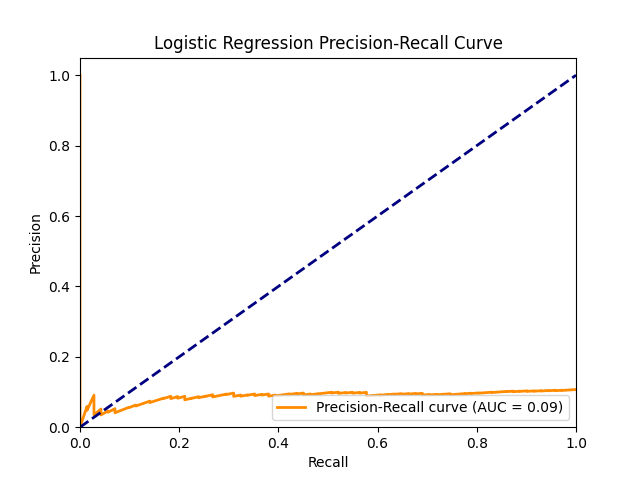 Logistic Regression Precision-Recall Curve
1.0
0.8
0.6
0.4
0.2
0.0
Precision
Precision-Recall curve (AUC = 0.09)
0.0 0.2 0.4 0.6 0.8 1.0
Recall